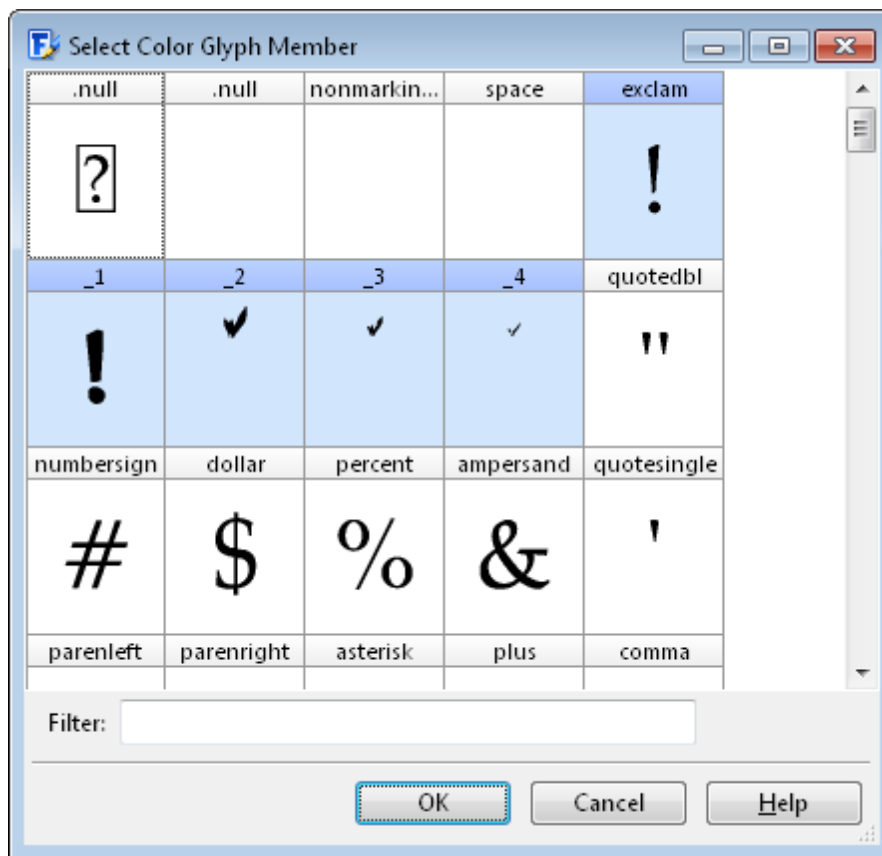 Select Color Glyph Member
.null .null nonmarkin... space exclam
? !
_1 _2 _3 _4 quotedbl
! "
numbersign dollar percent ampersand quotesingle
# $ % & '
parenleft parenright asterisk plus comma
Filter:
OK Cancel Help